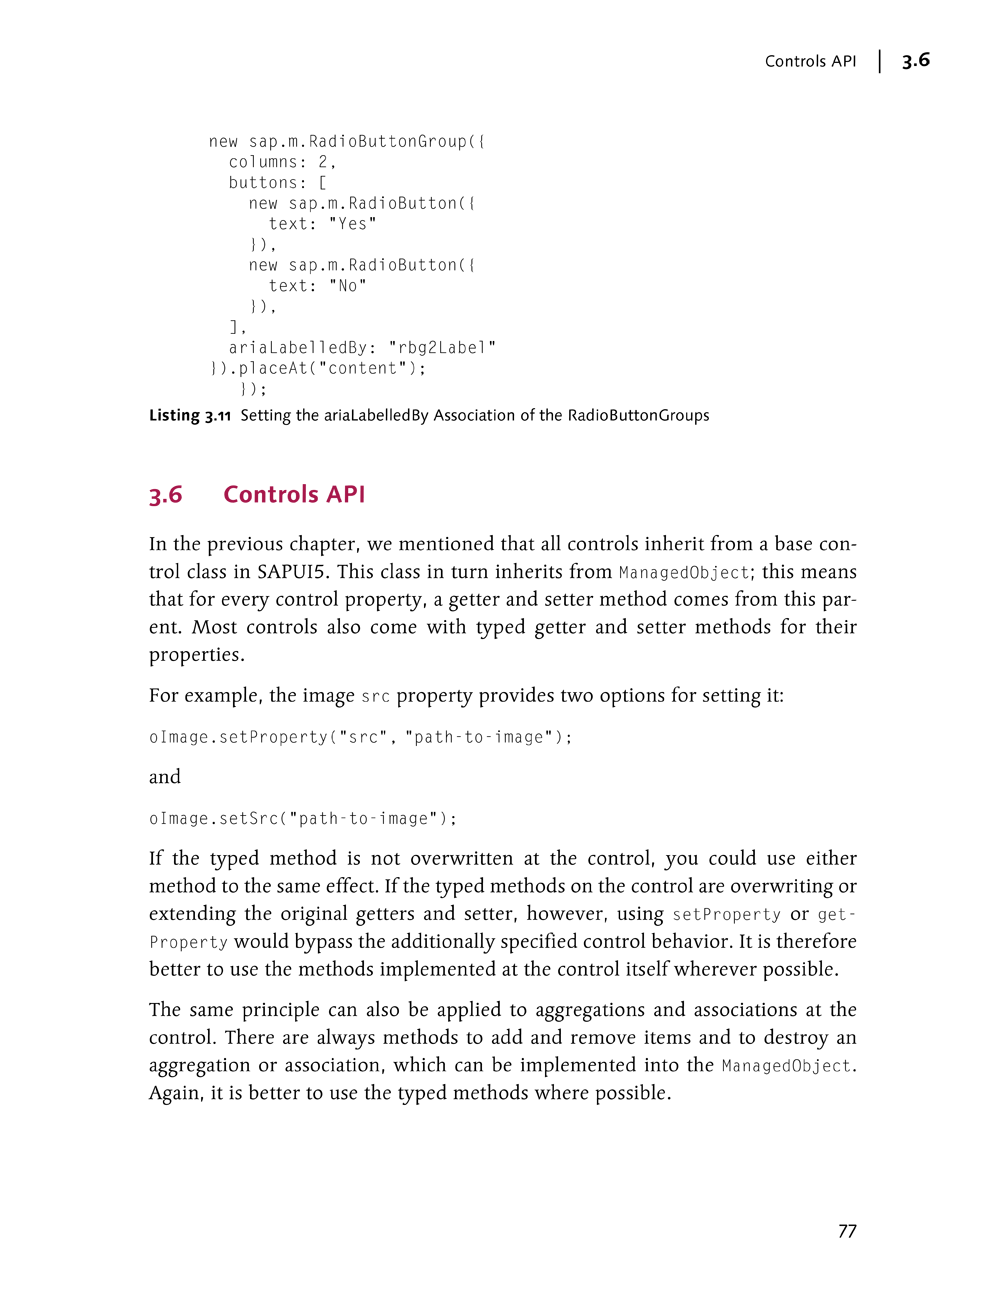 Controls API | 3.6
new sap.m.RadioButtonGroup({
  columns: 2,
  buttons: [
    new sap.m.RadioButton({
      text: "Yes"
    }),
    new sap.m.RadioButton({
      text: "No"
    }),
  ],
  ariaLabelledBy: "rbg2Label"
}).placeAt("content");
   });
Listing 3.11 Setting the ariaLabelledBy Association of the RadioButtonGroups
3.6 Controls API
In the previous chapter, we mentioned that all controls inherit from a base con-
trol class in SAPUI5. This class in turn inherits from ManagedObject; this means
that for every control property, a getter and setter method comes from this par-
ent. Most controls also come with typed getter and setter methods for their
properties.
For example, the image src property provides two options for setting it:
oImage.setProperty("src", "path-to-image");
and
oImage.setSrc("path-to-image");
If the typed method is not overwritten at the control, you could use either
method to the same effect. If the typed methods on the control are overwriting or
extending the original getters and setter, however, using setProperty or get-
Property would bypass the additionally specified control behavior. It is therefore
better to use the methods implemented at the control itself wherever possible.
The same principle can also be applied to aggregations and associations at the
control. There are always methods to add and remove items and to destroy an
aggregation or association, which can be implemented into the ManagedObject.
Again, it is better to use the typed methods where possible.
77